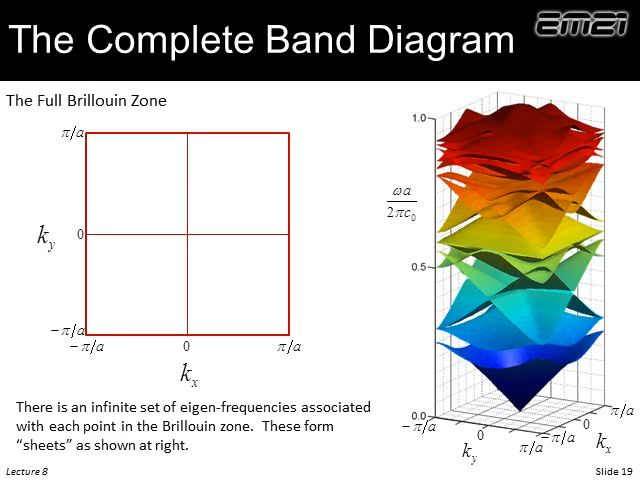 The Complete Band Diagram
EM21
The Full Brillouin Zone
π/a
k_y
0
−π/a
−π/a 0 π/a
k_x
1.0
ωa
2πc₀
0.5
0.0
−π/a 0 π/a
k_y
−π/a 0 π/a
k_x
There is an infinite set of eigen-frequencies associated
with each point in the Brillouin zone. These form
“sheets” as shown at right.
Lecture 8
Slide 19